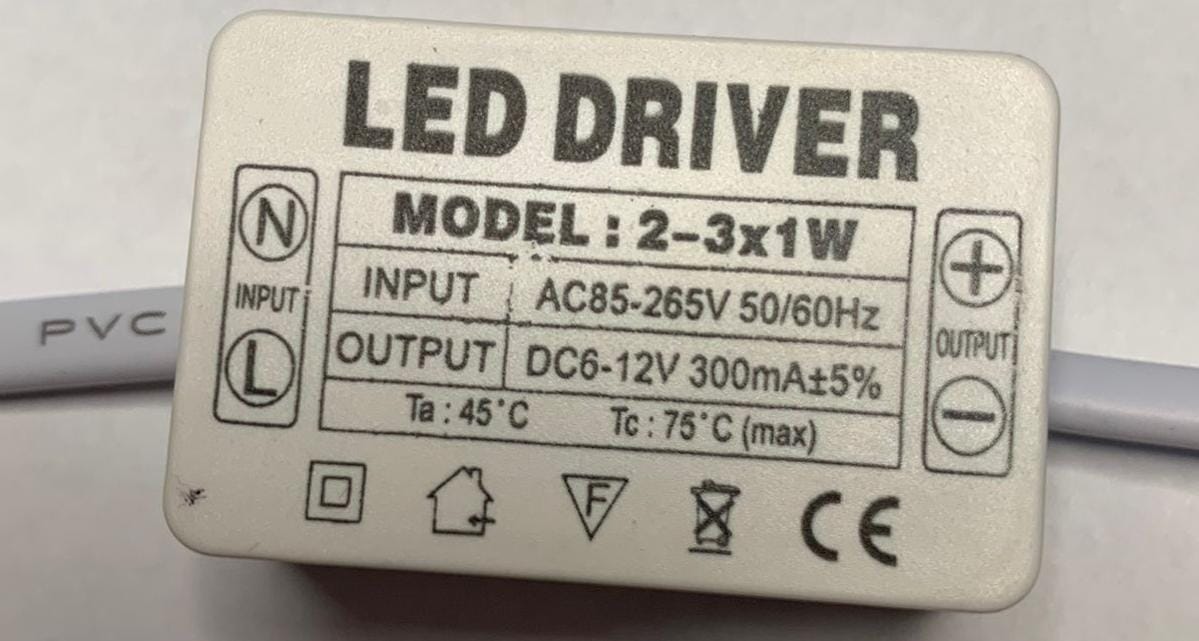 LED DRIVER
MODEL : 2-3x1W
N
INPUT
L
INPUT AC85-265V 50/60Hz
OUTPUT DC6-12V 300mA±5%
Ta : 45°C Tc : 75°C (max)
+
OUTPUT
-
F
CE
PVC